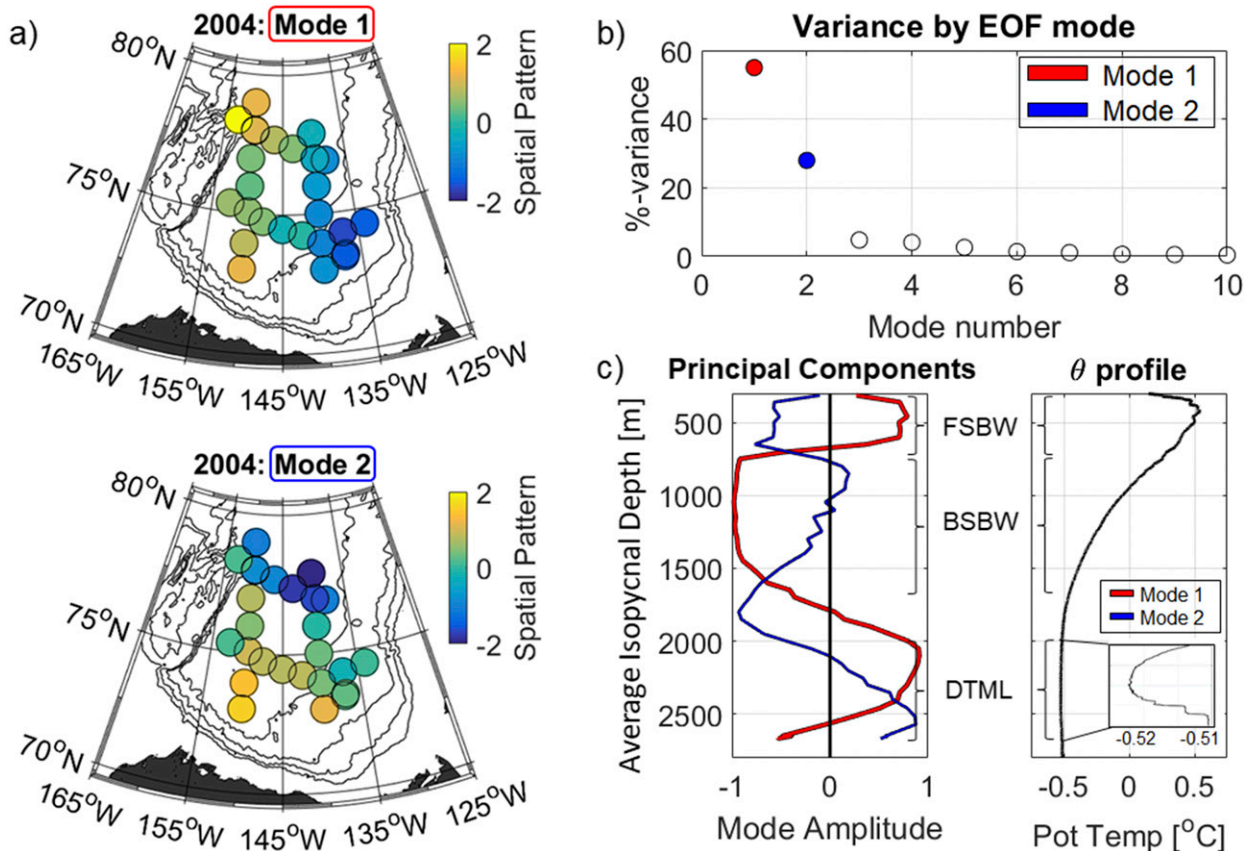 a)
2004: Mode 1
80°N
75°N
70°N
165°W
155°W
145°W
135°W
125°W
2
0
-2
Spatial Pattern
2004: Mode 2
80°N
75°N
70°N
165°W
155°W
145°W
135°W
125°W
2
0
-2
Spatial Pattern
b)
Variance by EOF mode
60
40
20
0
%-variance
0 2 4 6 8 10
Mode number
Mode 1
Mode 2
c)
Principal Components
Average Isopycnal Depth [m]
500
1000
1500
2000
2500
-1 0 1
Mode Amplitude
FSBW
BSBW
DTML
θ profile
Mode 1
Mode 2
-0.52 -0.51
-0.5 0 0.5
Pot Temp [°C]